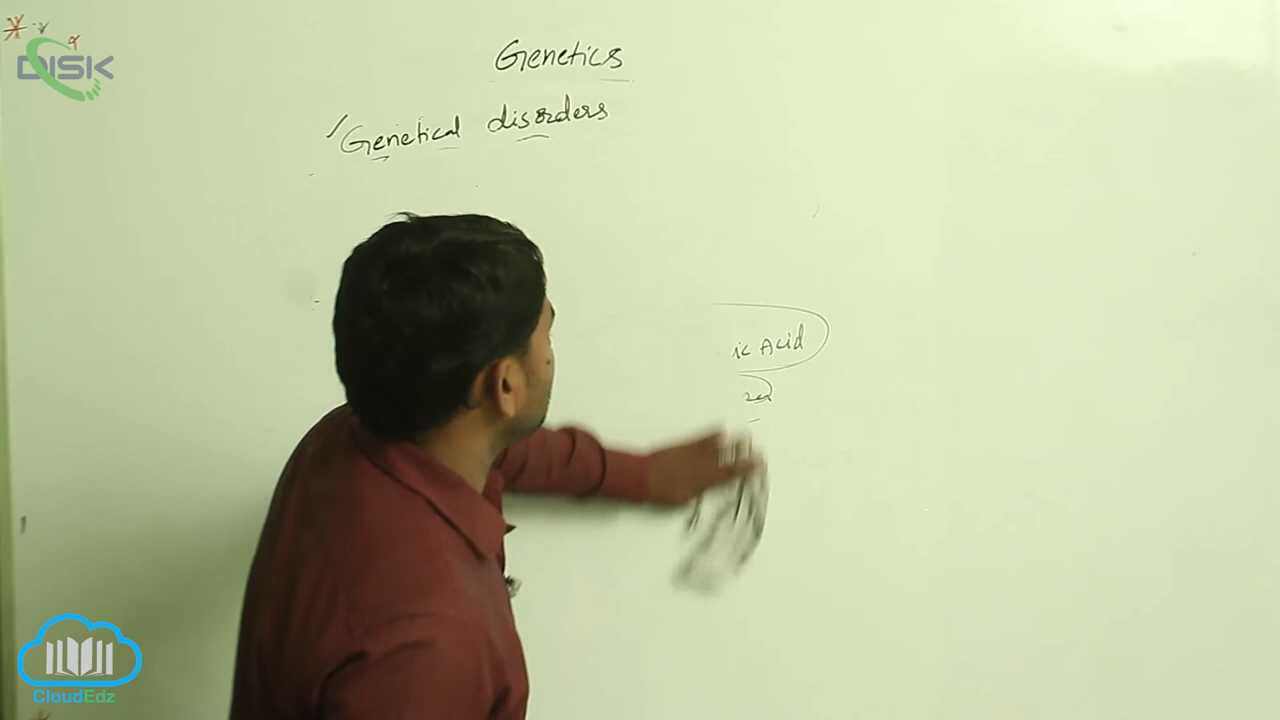 DISK
Genetics
Genetical disorders
ic Acid
CloudEdz